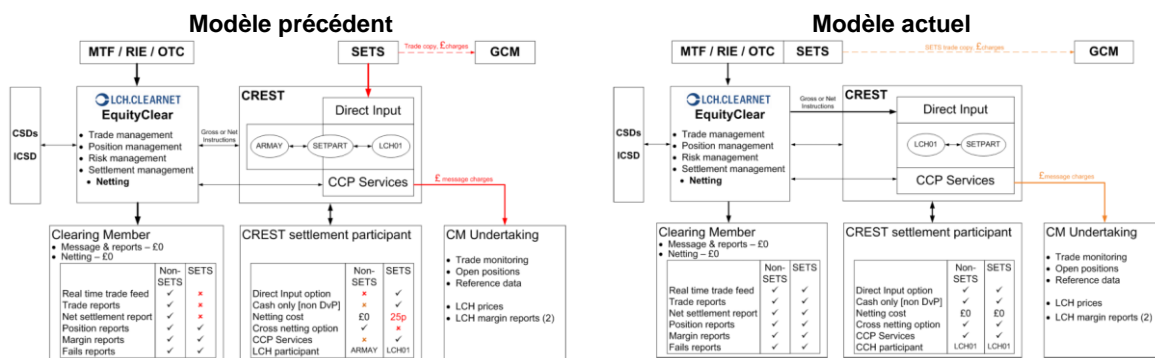 Modèle précédent
MTF / RIE / OTC
SETS
Trade copy, £charges
GCM
CSDs
ICSD
LCH.CLEARNET
EquityClear
• Trade management
• Position management
• Risk management
• Settlement management
• Netting
Gross or Net
Instructions
CREST
Direct Input
ARMAY
SETPART
LCH01
CCP Services
£ message charges
Clearing Member
• Message & reports – £0
• Netting – £0
Non-SETS SETS
Real time trade feed ✓ ×
Trade reports ✓ ×
Net settlement report ✓ ×
Position reports ✓ ✓
Margin reports ✓ ✓
Fails reports ✓ ✓
CREST settlement participant
Non-SETS SETS
Direct Input option × ✓
Cash only [non DvP] × ✓
Netting cost £0 25p
Cross netting option ✓ ×
CCP Services × ✓
LCH participant ARMAY LCH01
CM Undertaking
• Trade monitoring
• Open positions
• Reference data
• LCH prices
• LCH margin reports (2)
Modèle actuel
MTF / RIE / OTC
SETS
SETS trade copy, £charges
GCM
CSDs
ICSD
LCH.CLEARNET
EquityClear
• Trade management
• Position management
• Risk management
• Settlement management
• Netting
Gross or Net
Instructions
CREST
Direct Input
LCH01
SETPART
CCP Services
£message charges
Clearing Member
• Message & reports – £0
• Netting – £0
Non-SETS SETS
Real time trade feed ✓ ✓
Trade reports ✓ ✓
Net settlement report ✓ ✓
Position reports ✓ ✓
Margin reports ✓ ✓
Fails reports ✓ ✓
CREST settlement participant
Non-SETS SETS
Direct Input option ✓ ✓
Cash only [non DvP] ✓ ✓
Netting cost £0 £0
Cross netting option ✓ ✓
CCP Services ✓ ✓
CCH participant LCH01 LCH01
CM Undertaking
• Trade monitoring
• Open positions
• Reference data
• LCH prices
• LCH margin reports (2)